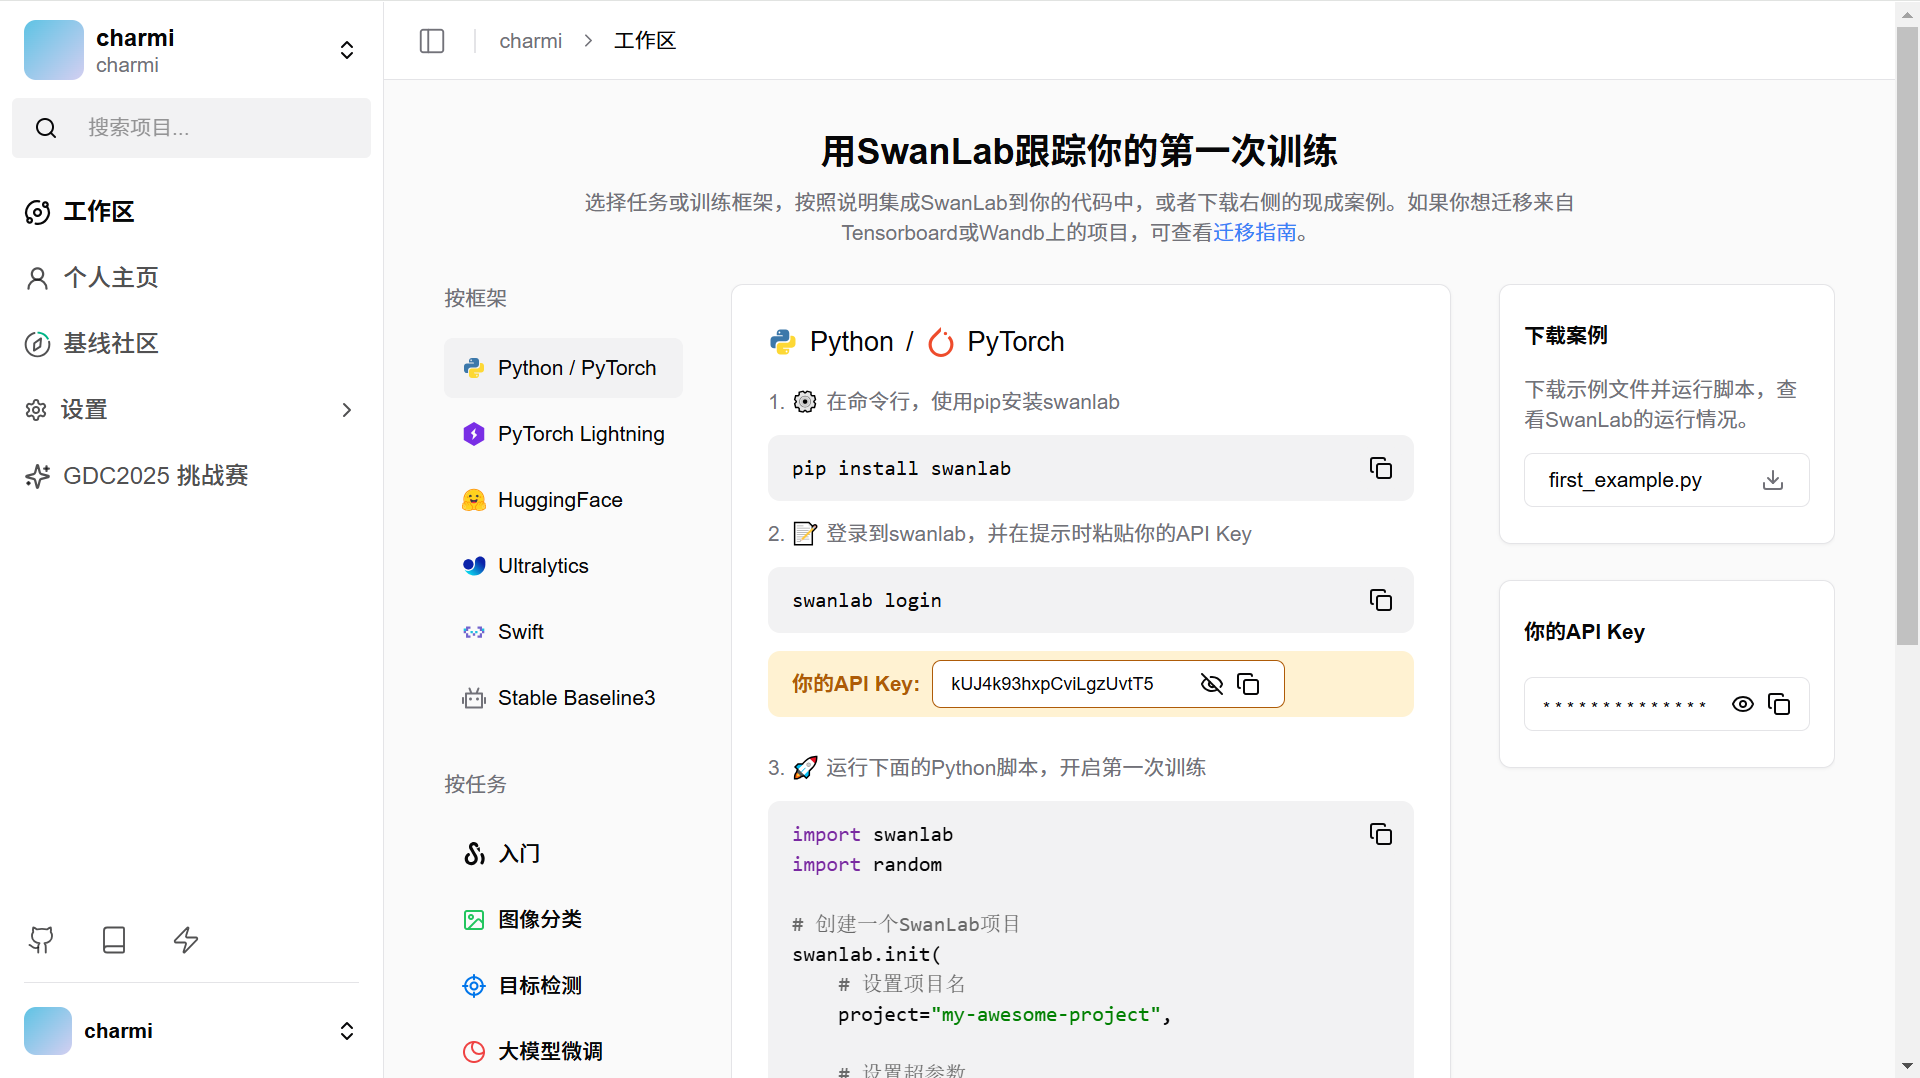 charmi
charmi
搜索项目...
工作区
个人主页
基线社区
设置
GDC2025 挑战赛
charmi
charmi
工作区
用SwanLab跟踪你的第一次训练
选择任务或训练框架，按照说明集成SwanLab到你的代码中，或者下载右侧的现成案例。如果你想迁移来自
Tensorboard或Wandb上的项目，可查看迁移指南。
按框架
Python / PyTorch
PyTorch Lightning
HuggingFace
Ultralytics
Swift
Stable Baseline3
按任务
入门
图像分类
目标检测
大模型微调
Python / PyTorch
1. 在命令行，使用pip安装swanlab
pip install swanlab
2. 登录到swanlab，并在提示时粘贴你的API Key
swanlab login
你的API Key: kUJ4k93hxpCviLgzUvtT5
3. 运行下面的Python脚本，开启第一次训练
import swanlab
import random
# 创建一个SwanLab项目
swanlab.init(
# 设置项目名
project="my-awesome-project",
# 设置超参数
下载案例
下载示例文件并运行脚本，查
看SwanLab的运行情况。
first_example.py
你的API Key
**************